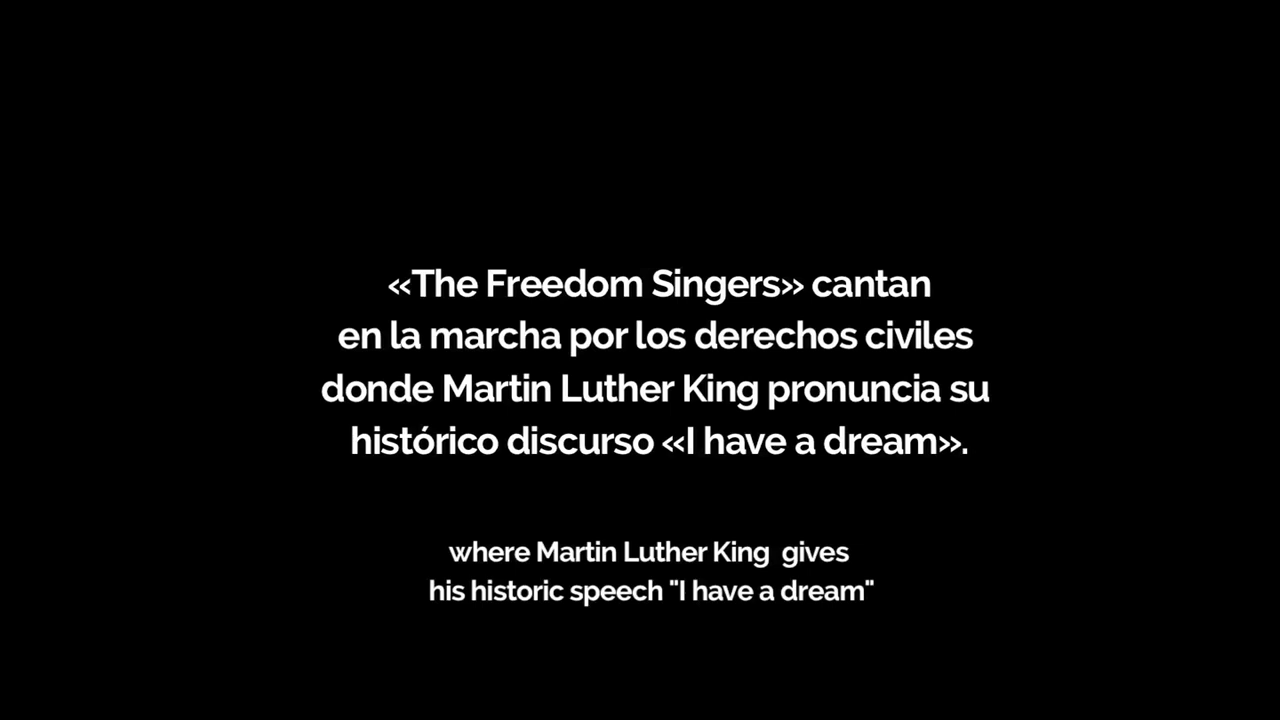 «The Freedom Singers» cantan
en la marcha por los derechos civiles
donde Martin Luther King pronuncia su
histórico discurso «I have a dream».
where Martin Luther King  gives
his historic speech "I have a dream"